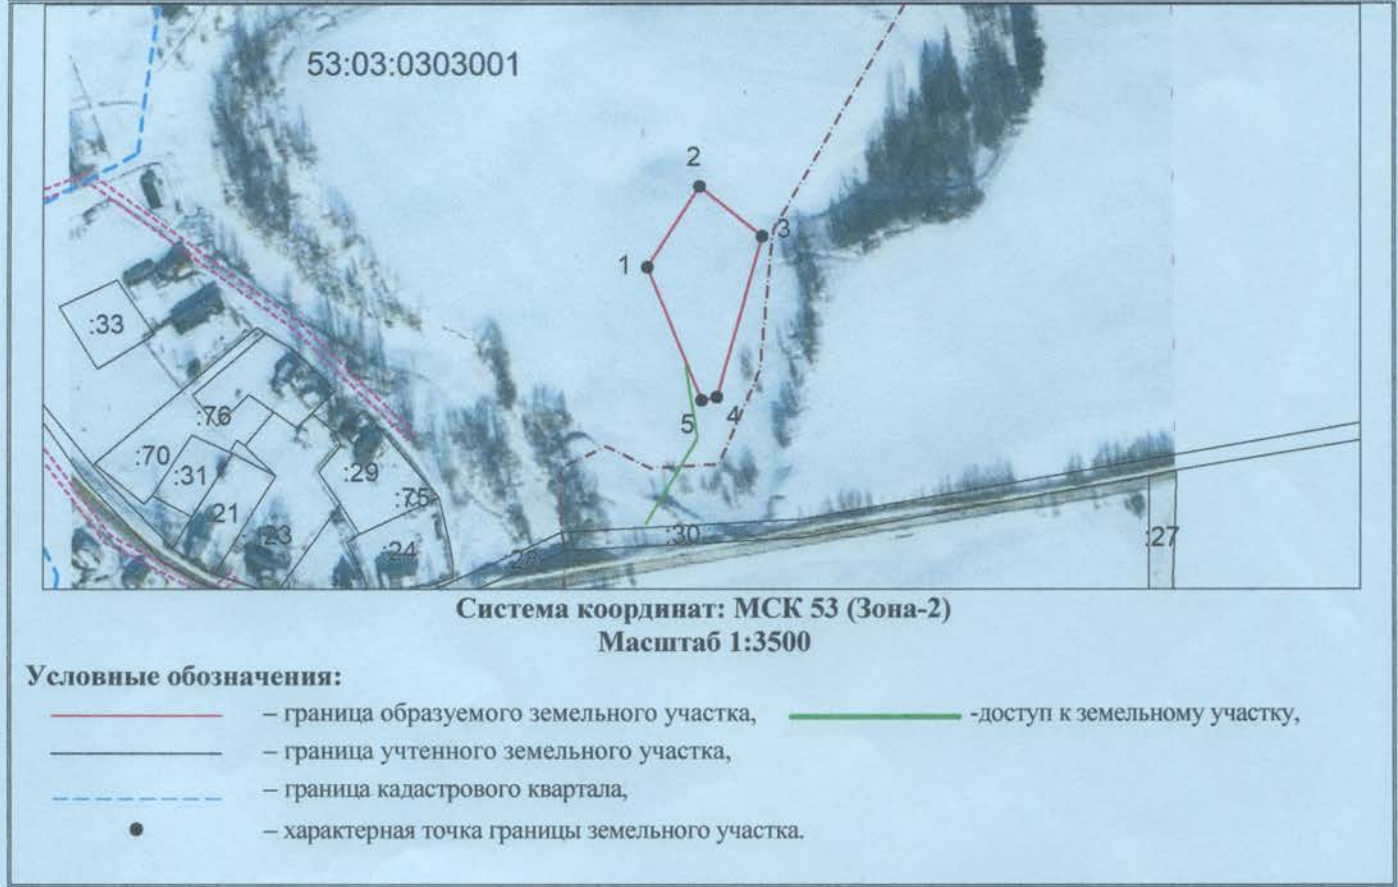 53:03:0303001
2
3
1
:33
5
4
:76
:70
:31
:29
:75
21
:23
:24
:28
:30
:27
Система координат: МСК 53 (Зона-2)
Масштаб 1:3500
Условные обозначения:
– граница образуемого земельного участка,
-доступ к земельному участку,
– граница учтенного земельного участка,
– граница кадастрового квартала,
– характерная точка границы земельного участка.